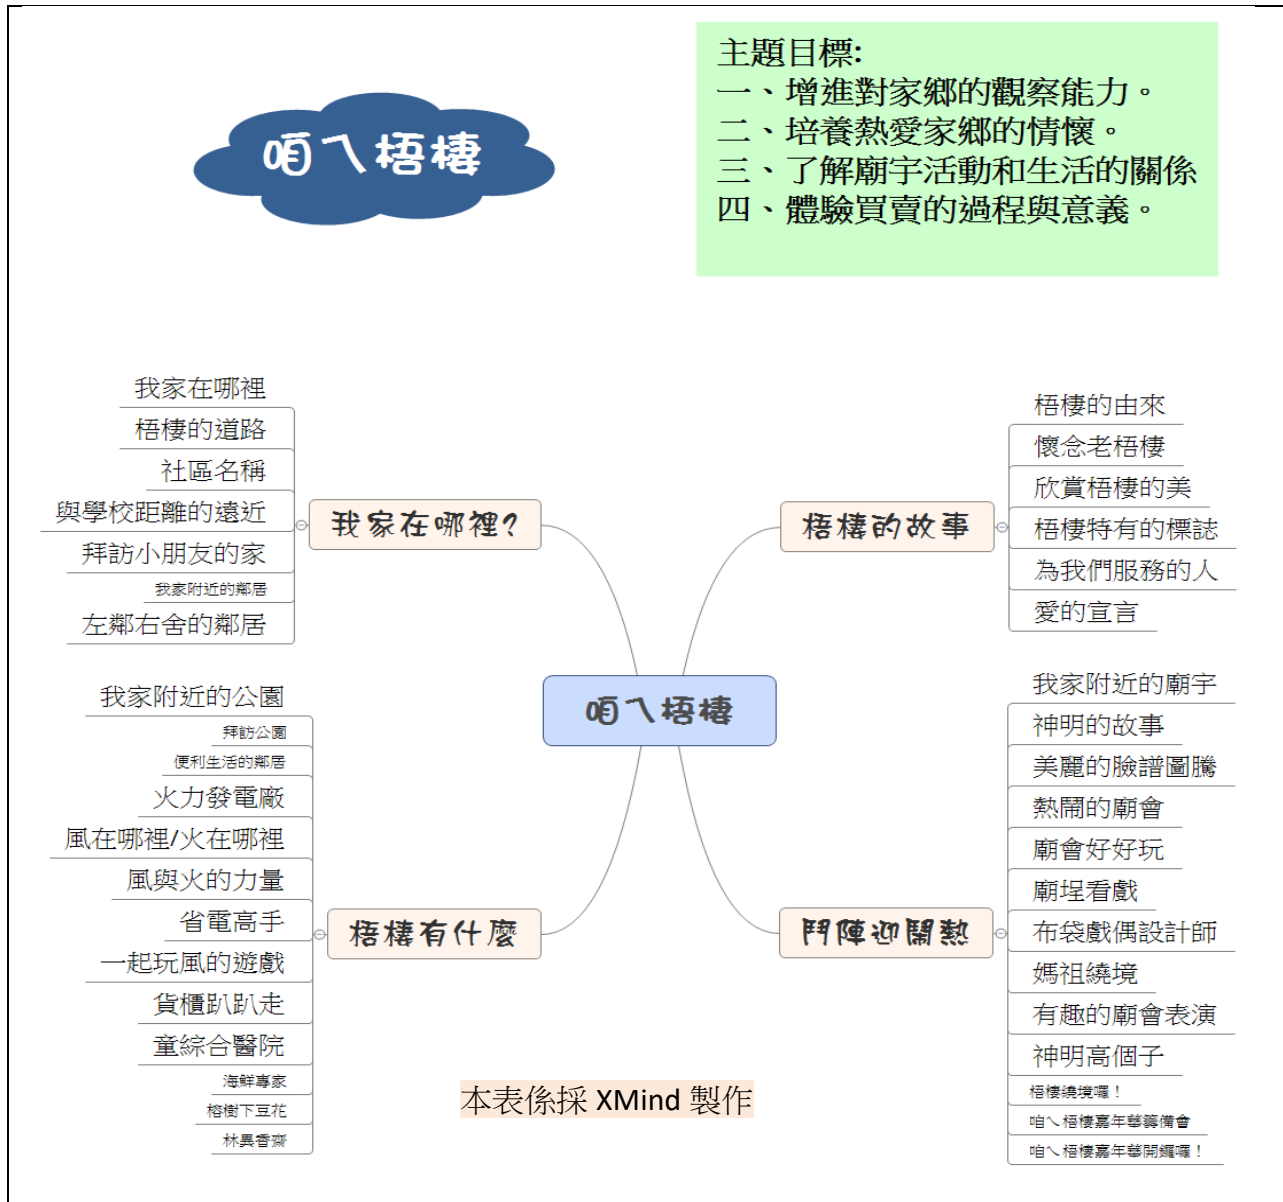 咱ㄟ梧棲
主題目標:
一、增進對家鄉的觀察能力。
二、培養熱愛家鄉的情懷。
三、了解廟宇活動和生活的關係
四、體驗買賣的過程與意義。
我家在哪裡
梧棲的道路
社區名稱
與學校距離的遠近
拜訪小朋友的家
我家附近的鄰居
左鄰右舍的鄰居
我家在哪裡?
梧棲的故事
梧棲的由來
懷念老梧棲
欣賞梧棲的美
梧棲特有的標誌
為我們服務的人
愛的宣言
咱ㄟ梧棲
我家附近的公園
拜訪公園
便利生活的鄰居
火力發電廠
風在哪裡/火在哪裡
風與火的力量
省電高手
一起玩風的遊戲
貨櫃趴趴走
童綜合醫院
海鮮專家
榕樹下豆花
林異香齋
梧棲有什麼
鬥陣迎鬧熱
我家附近的廟宇
神明的故事
美麗的臉譜圖騰
熱鬧的廟會
廟會好好玩
廟埕看戲
布袋戲偶設計師
媽祖繞境
有趣的廟會表演
神明高個子
梧棲繞境囉！
咱ㄟ梧棲嘉年華籌備會
咱ㄟ梧棲嘉年華開鑼囉！
本表係採 XMind 製作